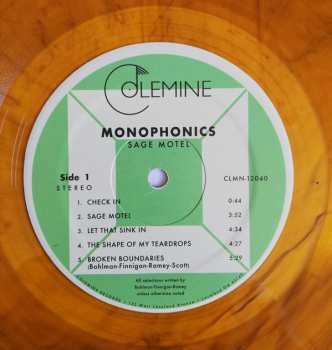 COLEMINE
MONOPHONICS
SAGE MOTEL
Side 1
STEREO
CLMN-12040
1. CHECK IN 0:44
2. SAGE MOTEL 3:52
3. LET THAT SINK IN 4:34
4. THE SHAPE OF MY TEARDROPS 4:27
5. BROKEN BOUNDARIES 5:29
(Bohlman-Finnigan-Ramey-Scott)
All selections written by
Bohlman-Finnigan-Ramey
unless otherwise noted